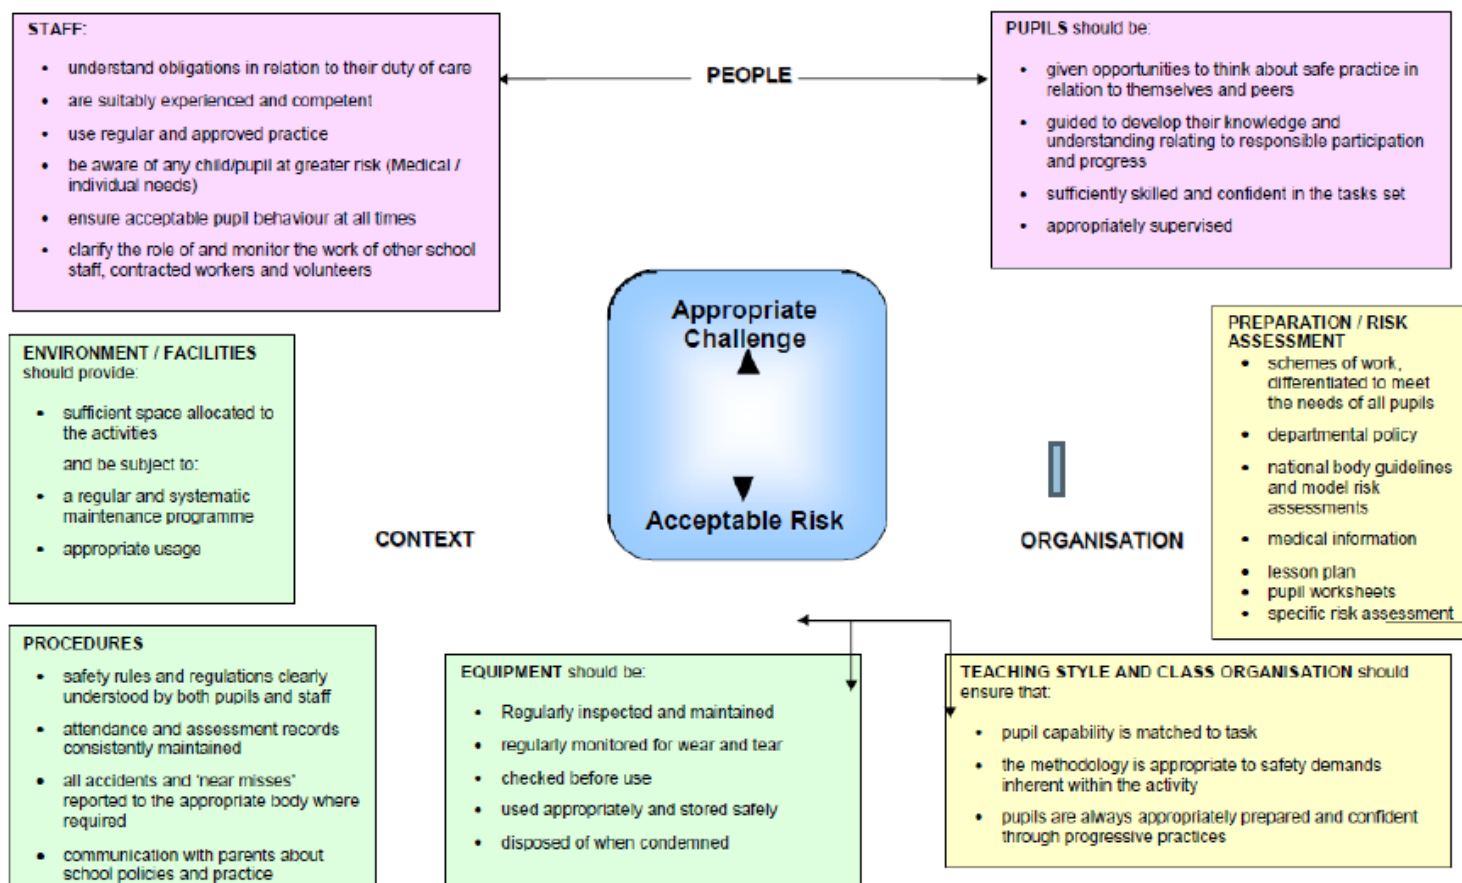 STAFF:
• understand obligations in relation to their duty of care
• are suitably experienced and competent
• use regular and approved practice
• be aware of any child/pupil at greater risk (Medical /
individual needs)
• ensure acceptable pupil behaviour at all times
• clarify the role of and monitor the work of other school
staff, contracted workers and volunteers
PEOPLE
PUPILS should be:
• given opportunities to think about safe practice in
relation to themselves and peers
• guided to develop their knowledge and
understanding relating to responsible participation
and progress
• sufficiently skilled and confident in the tasks set
• appropriately supervised
ENVIRONMENT / FACILITIES
should provide:
• sufficient space allocated to
the activities
and be subject to:
• a regular and systematic
maintenance programme
• appropriate usage
CONTEXT
Appropriate
Challenge
Acceptable Risk
ORGANISATION
PREPARATION / RISK
ASSESSMENT
• schemes of work,
differentiated to meet
the needs of all pupils
• departmental policy
• national body guidelines
and model risk
assessments
• medical information
• lesson plan
• pupil worksheets
• specific risk assessment
PROCEDURES
• safety rules and regulations clearly
understood by both pupils and staff
• attendance and assessment records
consistently maintained
• all accidents and 'near misses'
reported to the appropriate body where
required
• communication with parents about
school policies and practice
EQUIPMENT should be:
• Regularly inspected and maintained
• regularly monitored for wear and tear
• checked before use
• used appropriately and stored safely
• disposed of when condemned
TEACHING STYLE AND CLASS ORGANISATION should
ensure that:
• pupil capability is matched to task
• the methodology is appropriate to safety demands
inherent within the activity
• pupils are always appropriately prepared and confident
through progressive practices